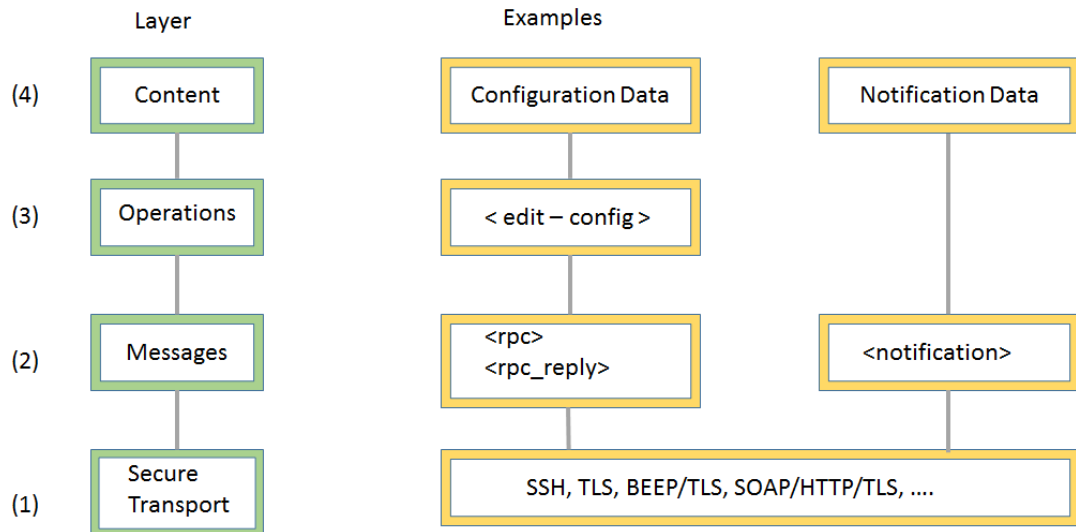 Layer Examples
(4) Content Configuration Data Notification Data
(3) Operations < edit – config >
(2) Messages <rpc>
<rpc_reply> <notification>
(1) Secure
Transport SSH, TLS, BEEP/TLS, SOAP/HTTP/TLS, ....